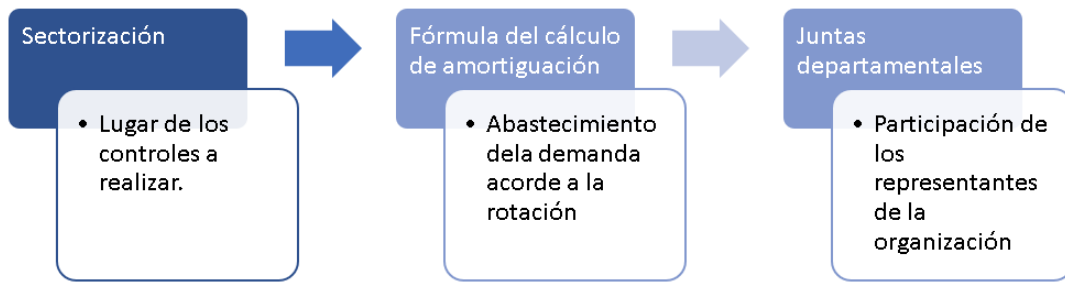 Sectorización
• Lugar de los
controles a
realizar.
Fórmula del cálculo
de amortiguación
• Abastecimiento
dela demanda
acorde a la
rotación
Juntas
departamentales
• Participación de
los
representantes
de la
organización